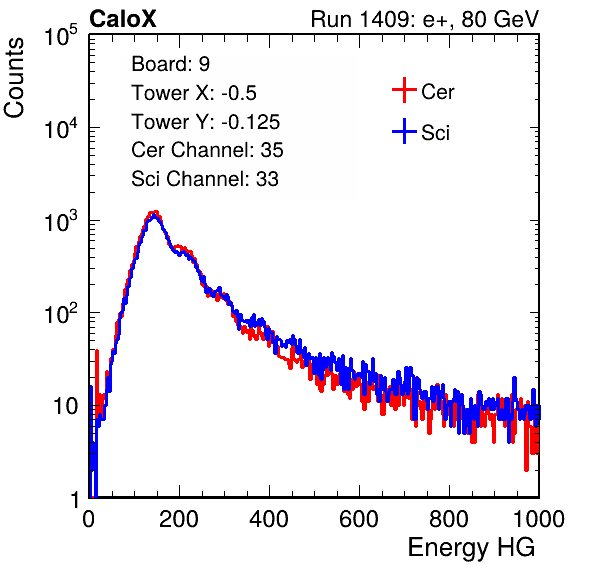 CaloX Run 1409: e+, 80 GeV
Counts
10^5
10^4
10^3
10^2
10
1
Board: 9
Tower X: -0.5
Tower Y: -0.125
Cer Channel: 35
Sci Channel: 33
Cer
Sci
0 200 400 600 800 1000
Energy HG